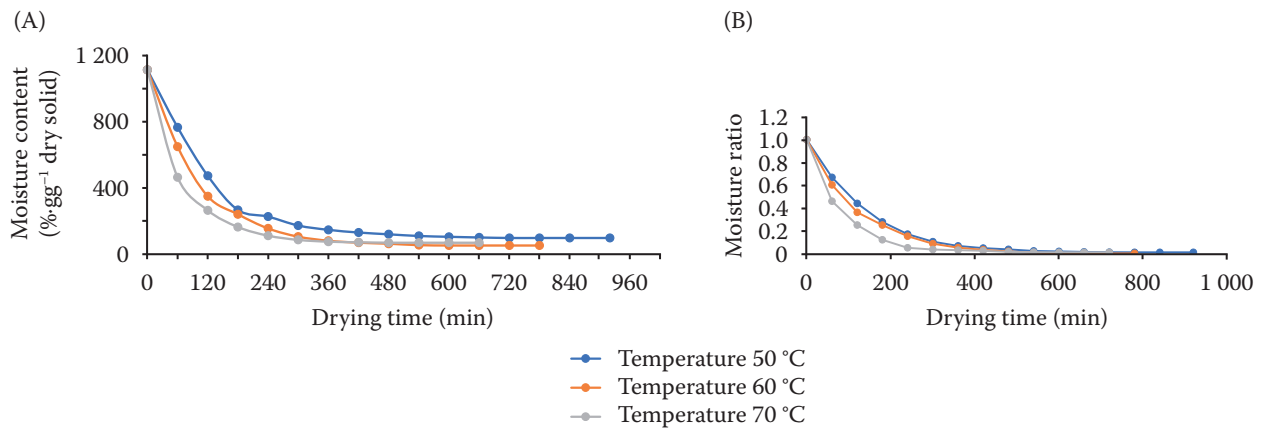 (A)
1 200
800
400
0
0 120 240 360 480 600 720 840 960
Moisture content
(%·gg⁻¹ dry solid)
Drying time (min)
(B)
1.2
1.0
0.8
0.6
0.4
0.2
0
0 200 400 600 800 1 000
Moisture ratio
Drying time (min)
Temperature 50 °C
Temperature 60 °C
Temperature 70 °C